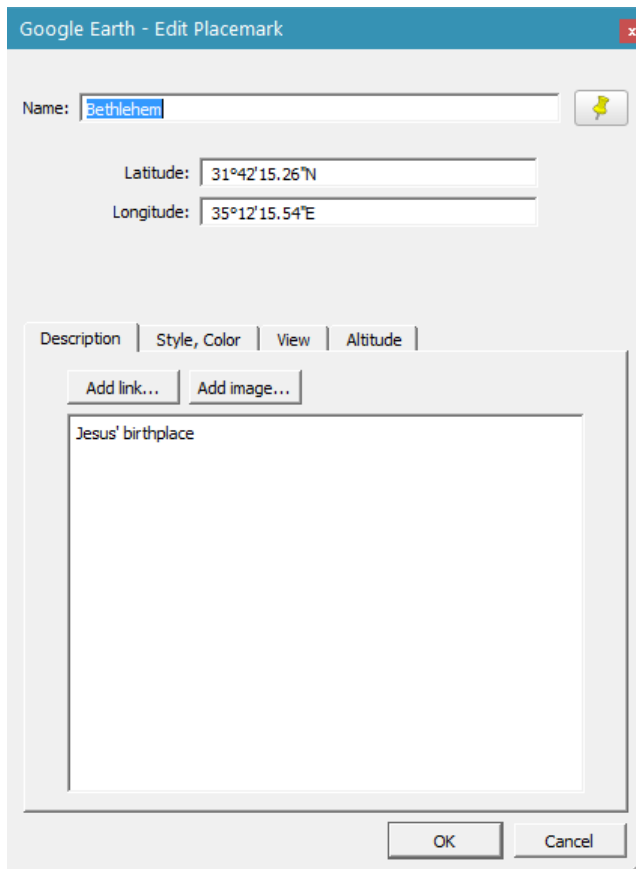 Google Earth - Edit Placemark
x
Name: Bethlehem
Latitude: 31°42'15.26"N
Longitude: 35°12'15.54"E
Description Style, Color View Altitude
Add link... Add image...
Jesus' birthplace
OK Cancel